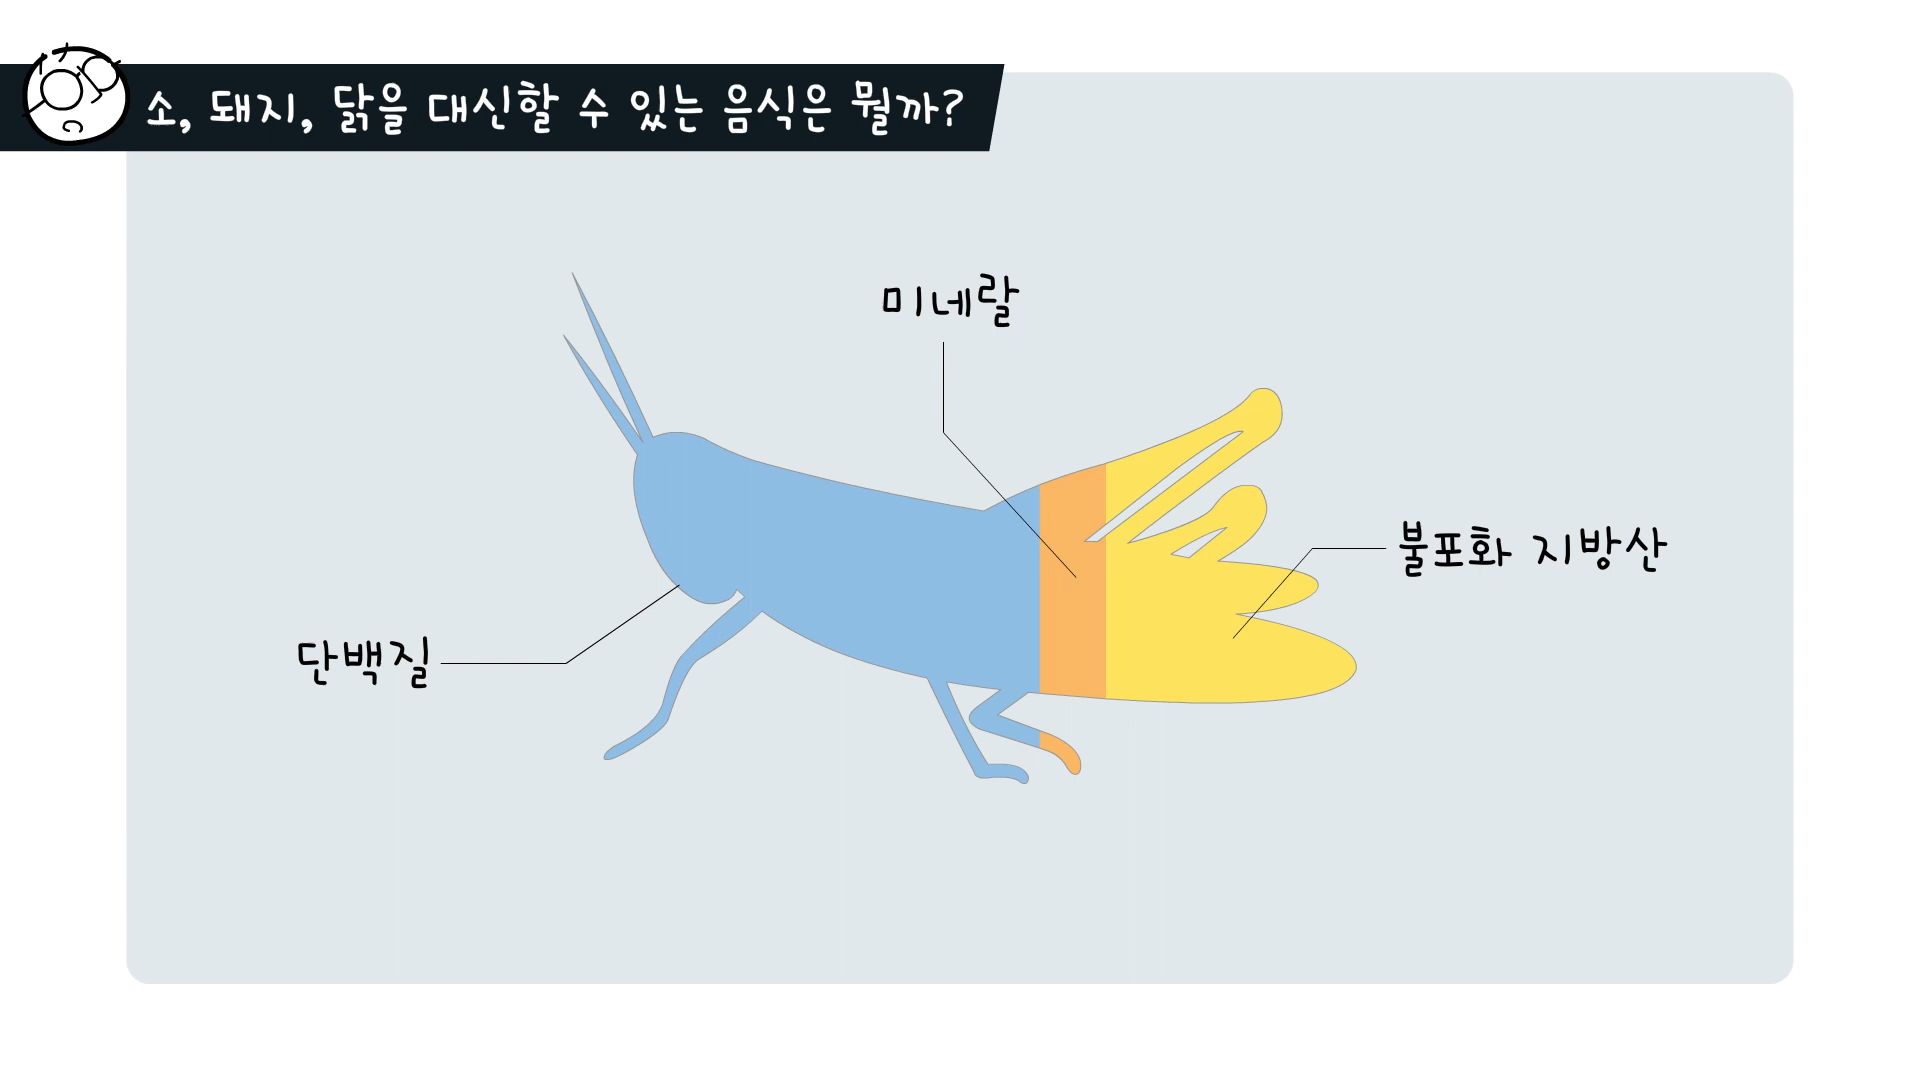 소, 돼지, 닭을 대신할 수 있는 음식은 뭘까?
미네랄
불포화 지방산
단백질